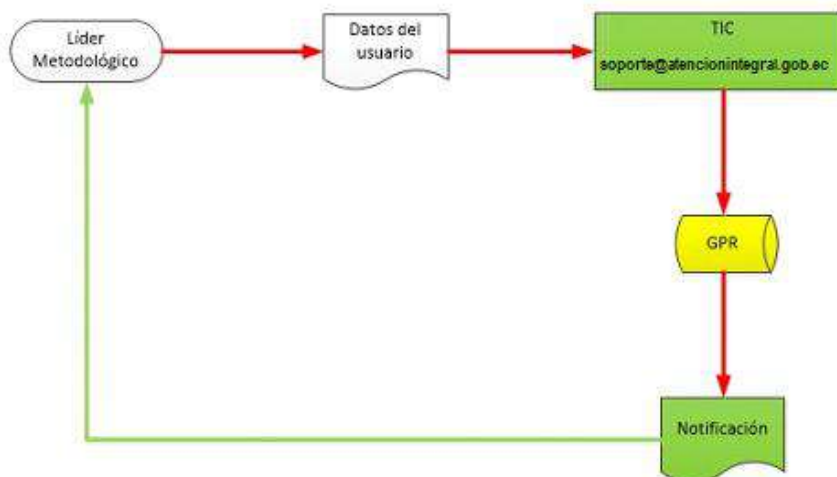 Líder
Metodológico
Datos del
usuario
TIC
soporte@atencionintegral.gob.ec
GPR
Notificación